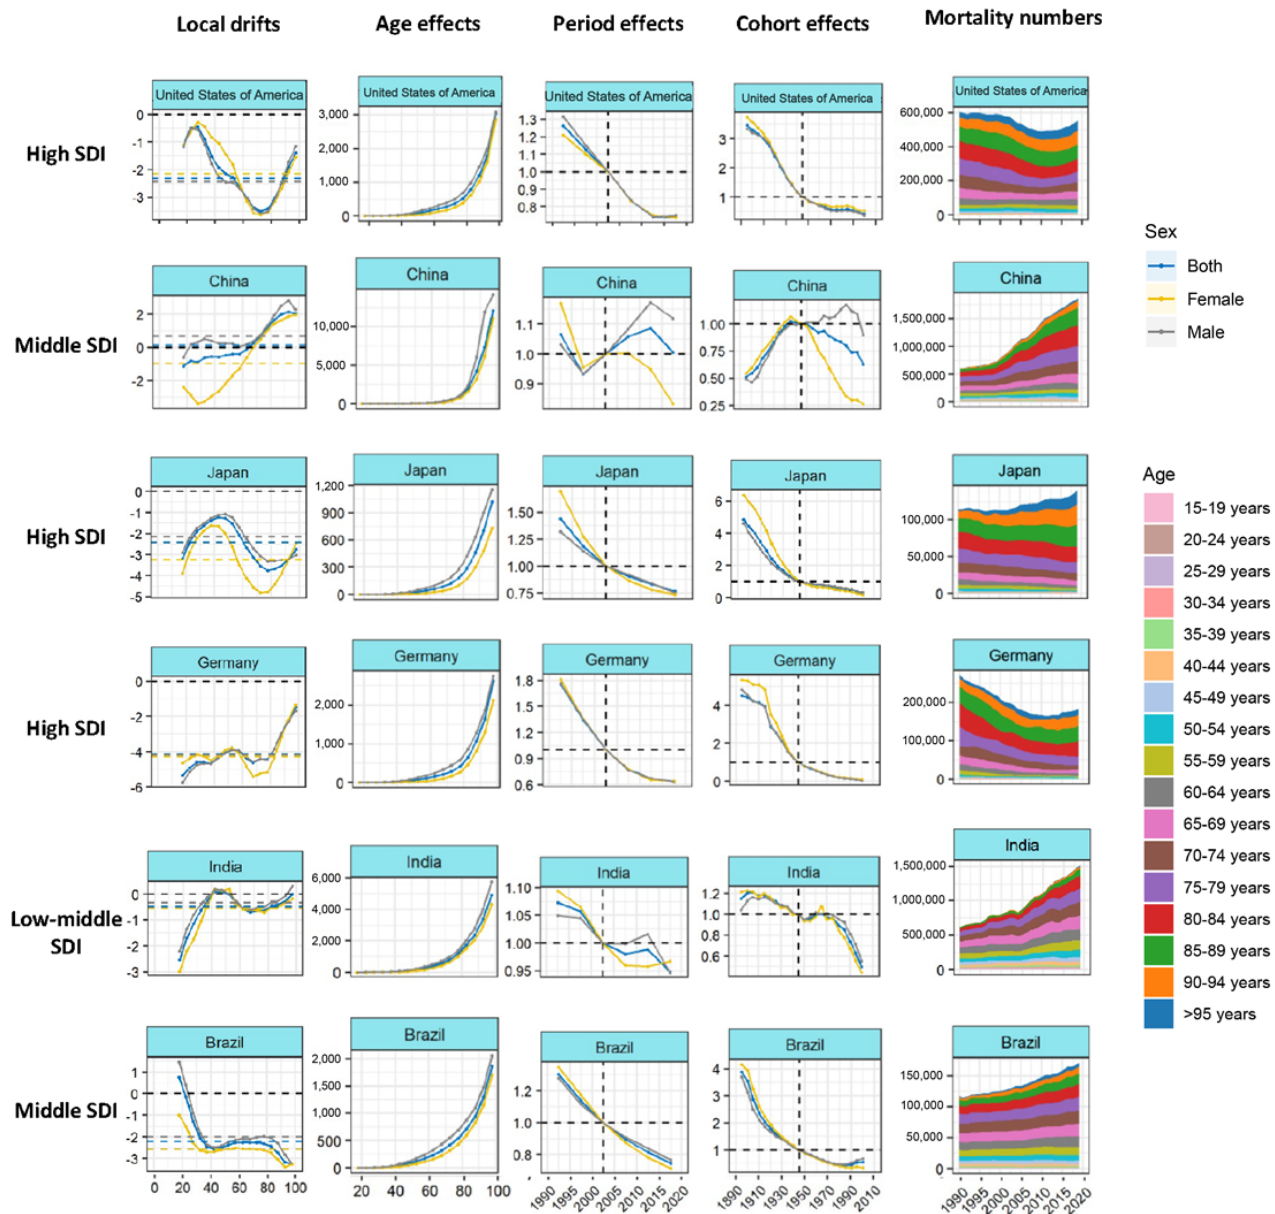 Local drifts Age effects Period effects Cohort effects Mortality numbers
High SDI
United States of America United States of America United States of America United States of America United States of America
0 -2 -3
3,000 2,000 1,000 0
1.3 1.2 1.1 1.0 0.9 0.8
3 2 1
600,000 400,000 200,000 0
Middle SDI
China China China China China
2 0 -2
10,000 5,000 0
1.1 1.0 0.9
1.00 0.75 0.50 0.25
1,500,000 1,000,000 500,000 0
High SDI
Japan Japan Japan Japan Japan
0 -1 -2 -3 -4 -5
1,200 900 600 300 0
1.50 1.25 1.00 0.75
6 4 2 0
100,000 50,000 0
High SDI
Germany Germany Germany Germany Germany
0 -2 -4 -6
2,000 1,000 0
1.8 1.5 1.2 0.9 0.6
4 2 0
200,000 100,000 0
Low-middle
SDI
India India India India India
0 -1 -2 -3
6,000 4,000 2,000 0
1.10 1.05 1.00 0.95
1.2 1.0 0.8 0.6
1,500,000 1,000,000 500,000 0
Middle SDI
Brazil Brazil Brazil Brazil Brazil
1 0 -1 -2 -3
2,000 1,500 1,000 500 0
1.2 1.0 0.8
4 3 2 1
150,000 100,000 50,000 0
0 20 40 60 80 100
20 40 60 80 100
1990 1995 2000 2005 2010 2015 2020
1890 1910 1930 1950 1970 1990 2010
1990 1995 2000 2005 2010 2015 2020
Sex
Both
Female
Male
Age
15-19 years
20-24 years
25-29 years
30-34 years
35-39 years
40-44 years
45-49 years
50-54 years
55-59 years
60-64 years
65-69 years
70-74 years
75-79 years
80-84 years
85-89 years
90-94 years
>95 years